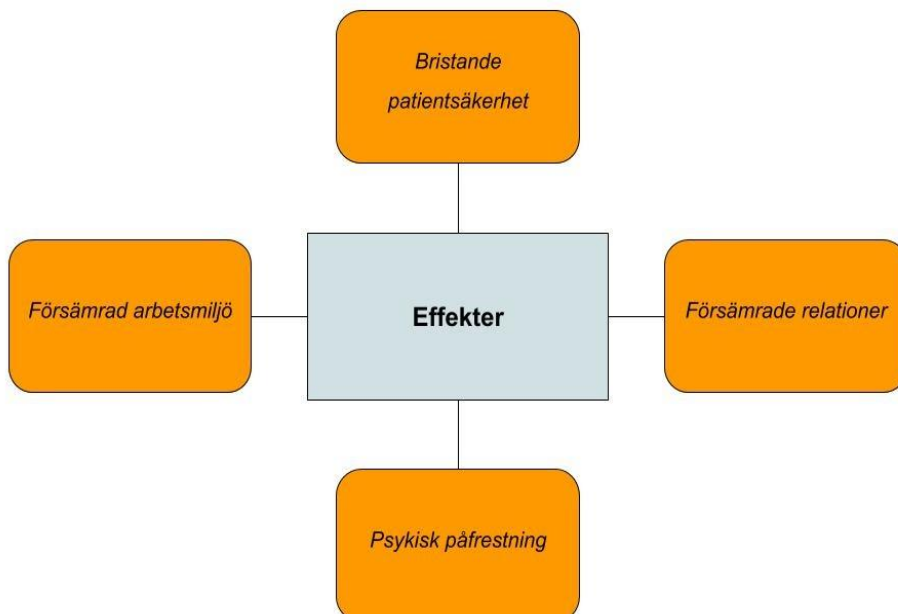 Bristande
patientsäkerhet
Försämrad arbetsmiljö
Effekter
Försämrade relationer
Psykisk påfrestning